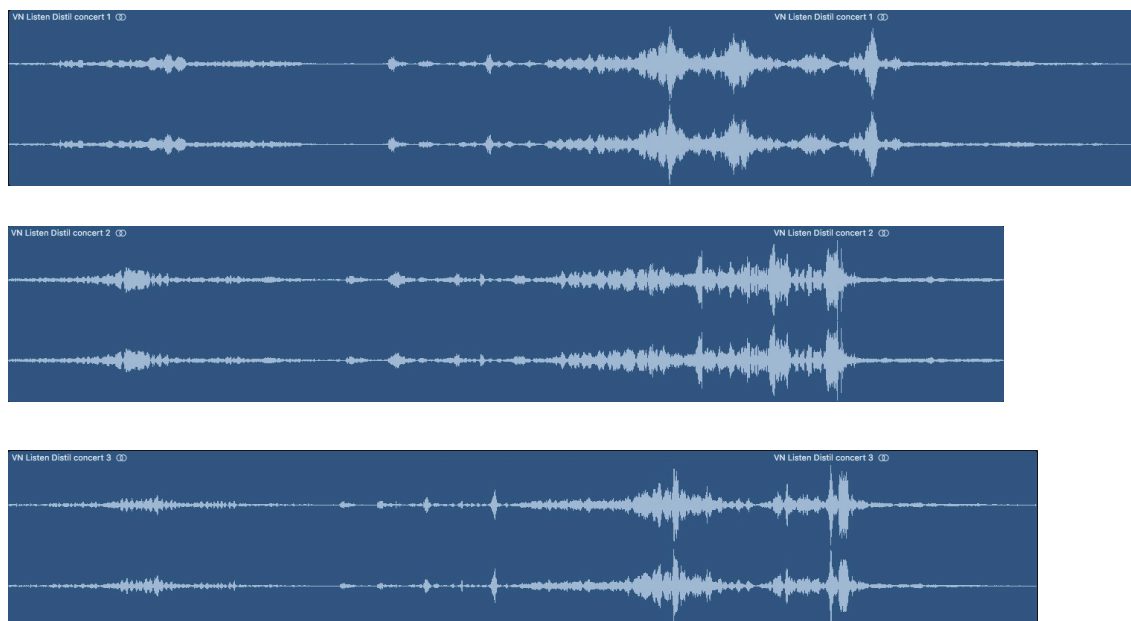 VN Listen Distil concert 1 VN Listen Distil concert 1
VN Listen Distil concert 2 VN Listen Distil concert 2
VN Listen Distil concert 3 VN Listen Distil concert 3